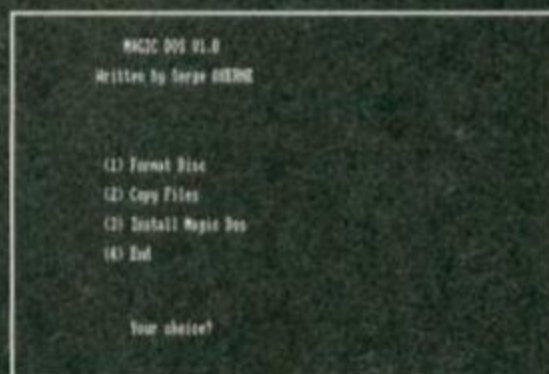 MAGIC DOS V1.0
Written by Serge
(1) Format Disc
(2) Copy Files
(3) Install Magic Dos
(4) End
Your choice?